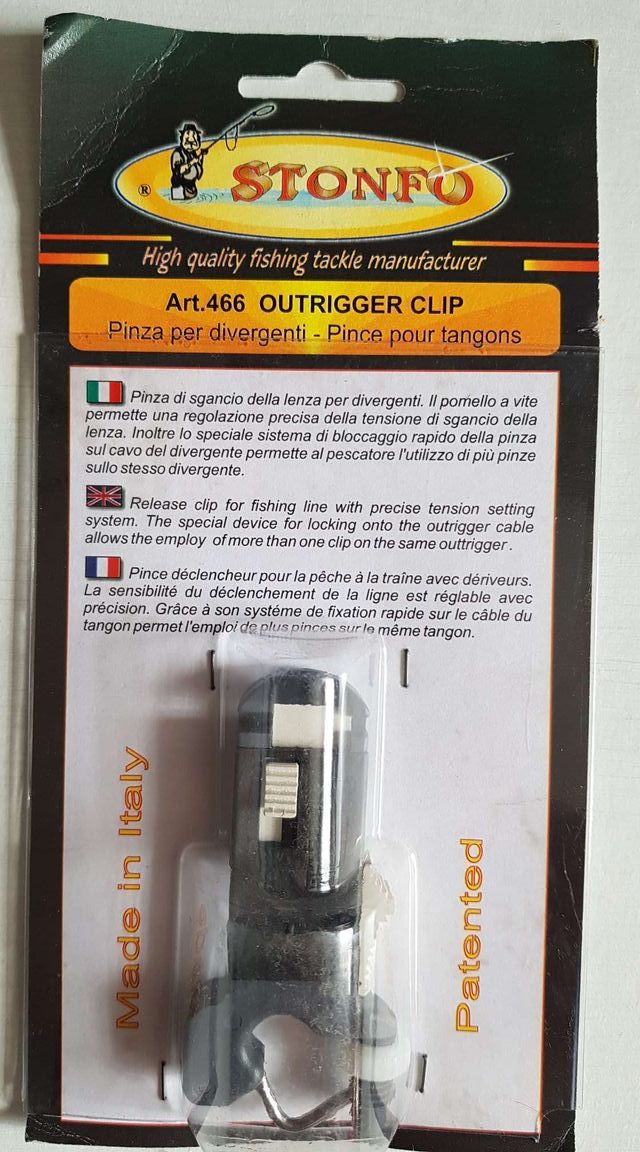 ® STONFO
High quality fishing tackle manufacturer
Art.466 OUTRIGGER CLIP
Pinza per divergenti - Pince pour tangons
Pinza di sgancio della lenza per divergenti. Il pomello a vite
permette una regolazione precisa della tensione di sgancio della
lenza. Inoltre lo speciale sistema di bloccaggio rapido della pinza
sul cavo del divergente permette al pescatore l'utilizzo di più pinze
sullo stesso divergente.
Release clip for fishing line with precise tension setting
system. The special device for locking onto the outrigger cable
allows the employ of more than one clip on the same outtrigger.
Pince déclencheur pour la pêche à la traîne avec dériveurs.
La sensibilité du déclenchement de la ligne est réglable avec
précision. Grâce à son systéme de fixation rapide sur le câble du
tangon permet l'emploi de plus pinces sur le même tangon.
Made in Italy
Patented